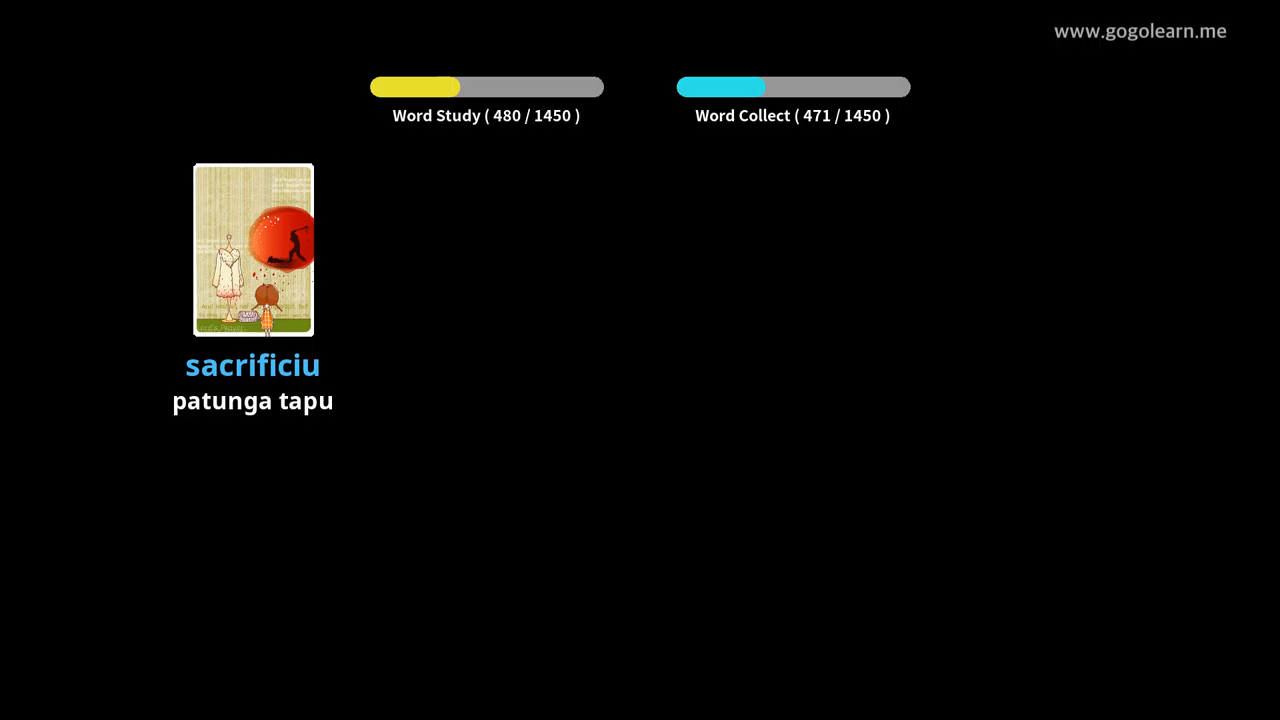 www.gogolearn.me
Word Study ( 480 / 1450 )
Word Collect ( 471 / 1450 )
sacrificiu
patunga tapu